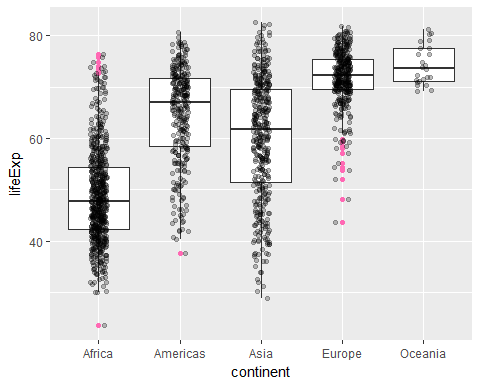 lifeExp
80
60
40
Africa Americas Asia Europe Oceania
continent